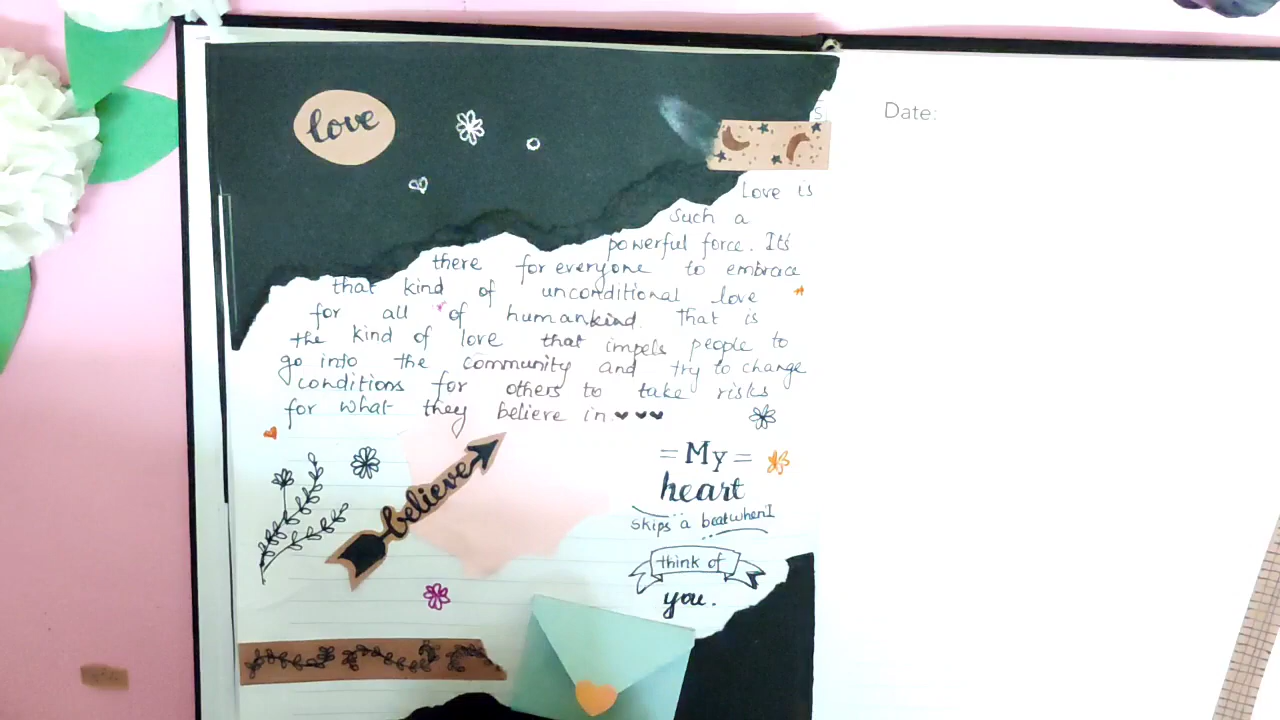 love
S
Date:
Love is
Such a
powerful force. It's
there for everyone to embrace
that kind of unconditional love
for all of humankind. That is
the kind of love that impels people to
go into the community and try to change
conditions for others to take risks
for what they believe in.
believe
= My =
heart
skips a beat when I
think of
you.